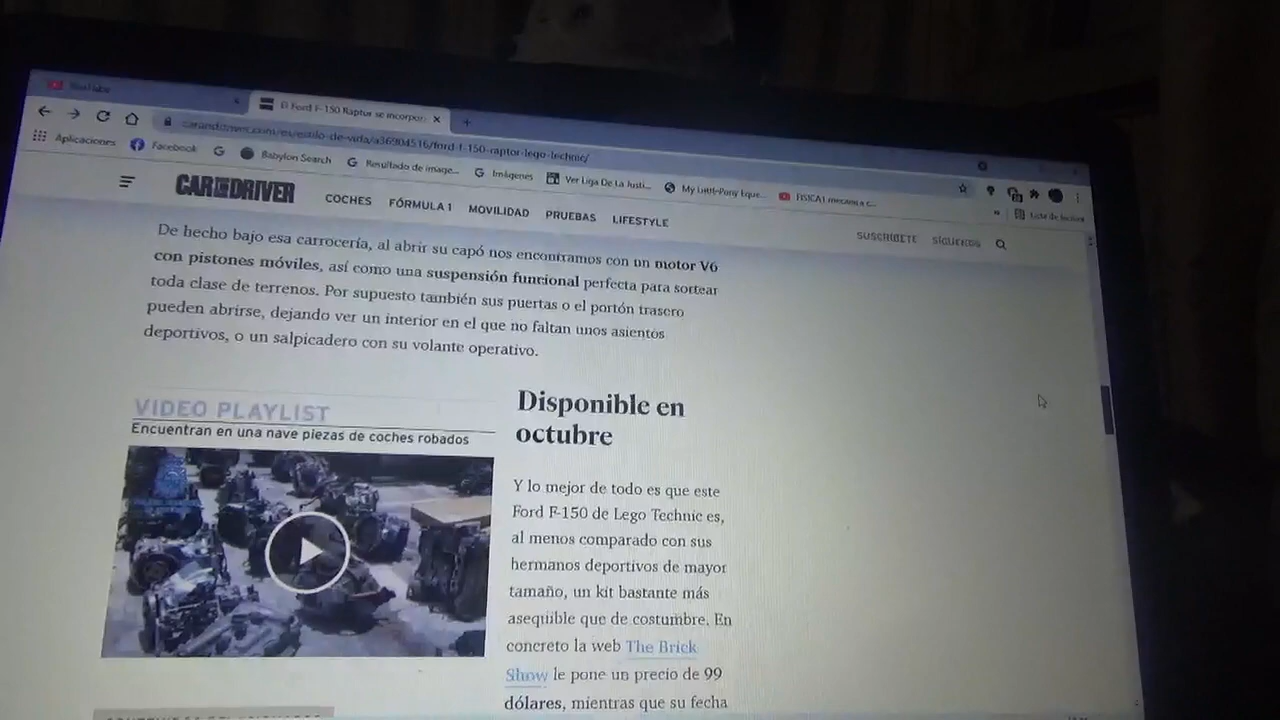 YouTube
El Ford F-150 Raptor se incorpor
carandriver.com/es/estilo-de-vida/a36904516/ford-f-150-raptor-lego-technic/
Aplicaciones
Facebook
Babylon Search
Resultado de image...
Imágenes
Ver Liga De La Justi...
My Little Pony Eque...
FISICA I mecanica c...
Lista de lectura
CAR AND DRIVER
COCHES
FÓRMULA 1
MOVILIDAD
PRUEBAS
LIFESTYLE
SUSCRÍBETE
SÍGUENOS
De hecho bajo esa carrocería, al abrir su capó nos encontramos con un motor V6
con pistones móviles, así como una suspensión funcional perfecta para sortear
toda clase de terrenos. Por supuesto también sus puertas o el portón trasero
pueden abrirse, dejando ver un interior en el que no faltan unos asientos
deportivos, o un salpicadero con su volante operativo.
VIDEO PLAYLIST
Encuentran en una nave piezas de coches robados
Disponible en
octubre
Y lo mejor de todo es que este
Ford F-150 de Lego Technic es,
al menos comparado con sus
hermanos deportivos de mayor
tamaño, un kit bastante más
asequible que de costumbre. En
concreto la web The Brick
Show le pone un precio de 99
dólares, mientras que su fecha